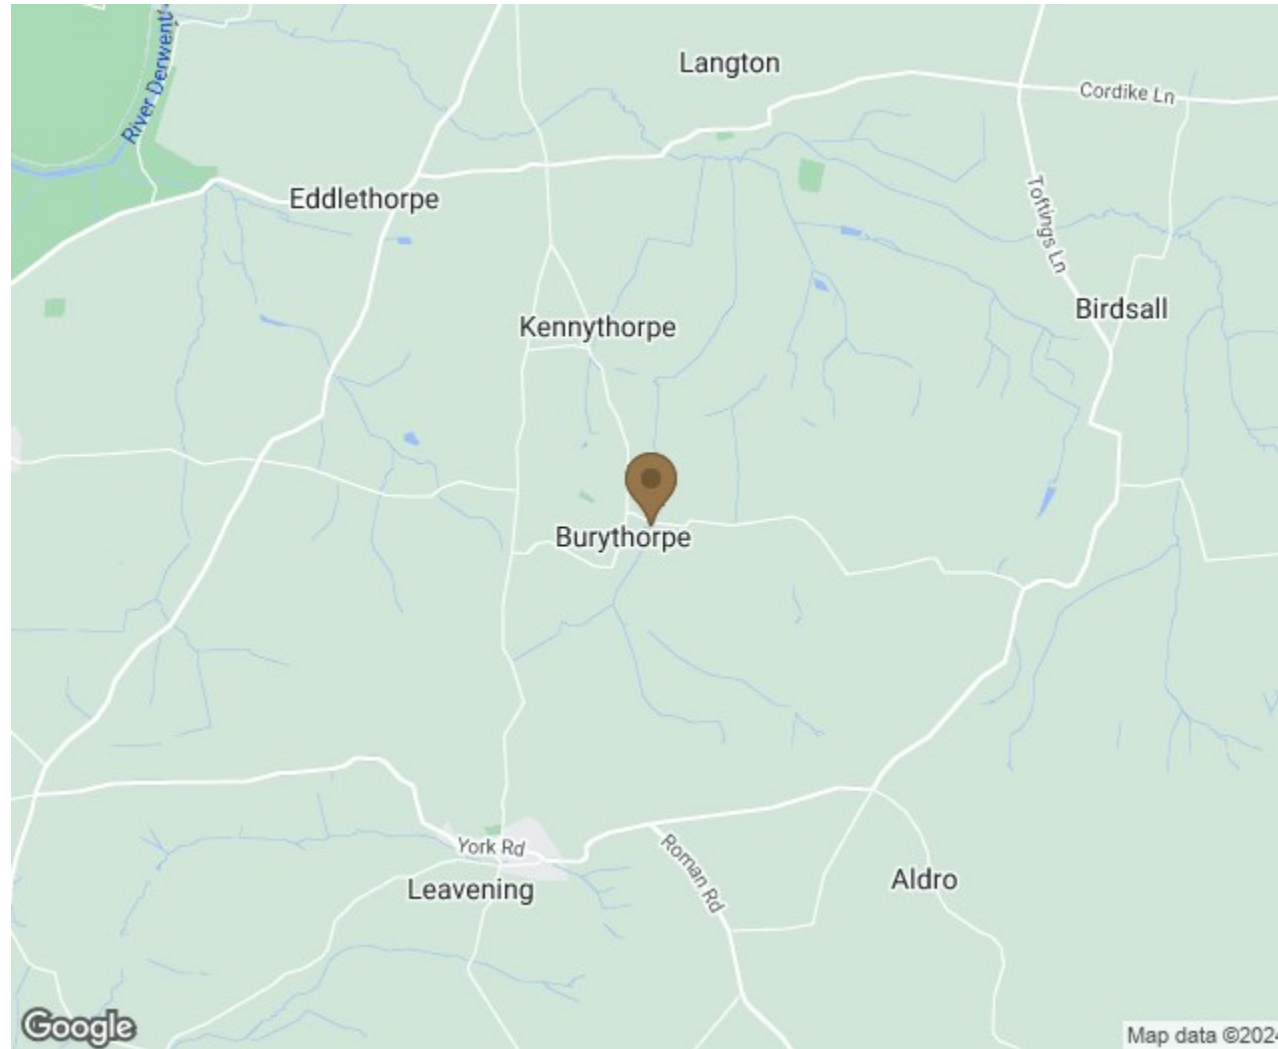 River Derwent
Langton
Cordike Ln
Eddlethorpe
Toftings Ln
Birdsall
Kennythorpe
Burythorpe
York Rd
Roman Rd
Leavening
Aldro
Google
Map data ©2024